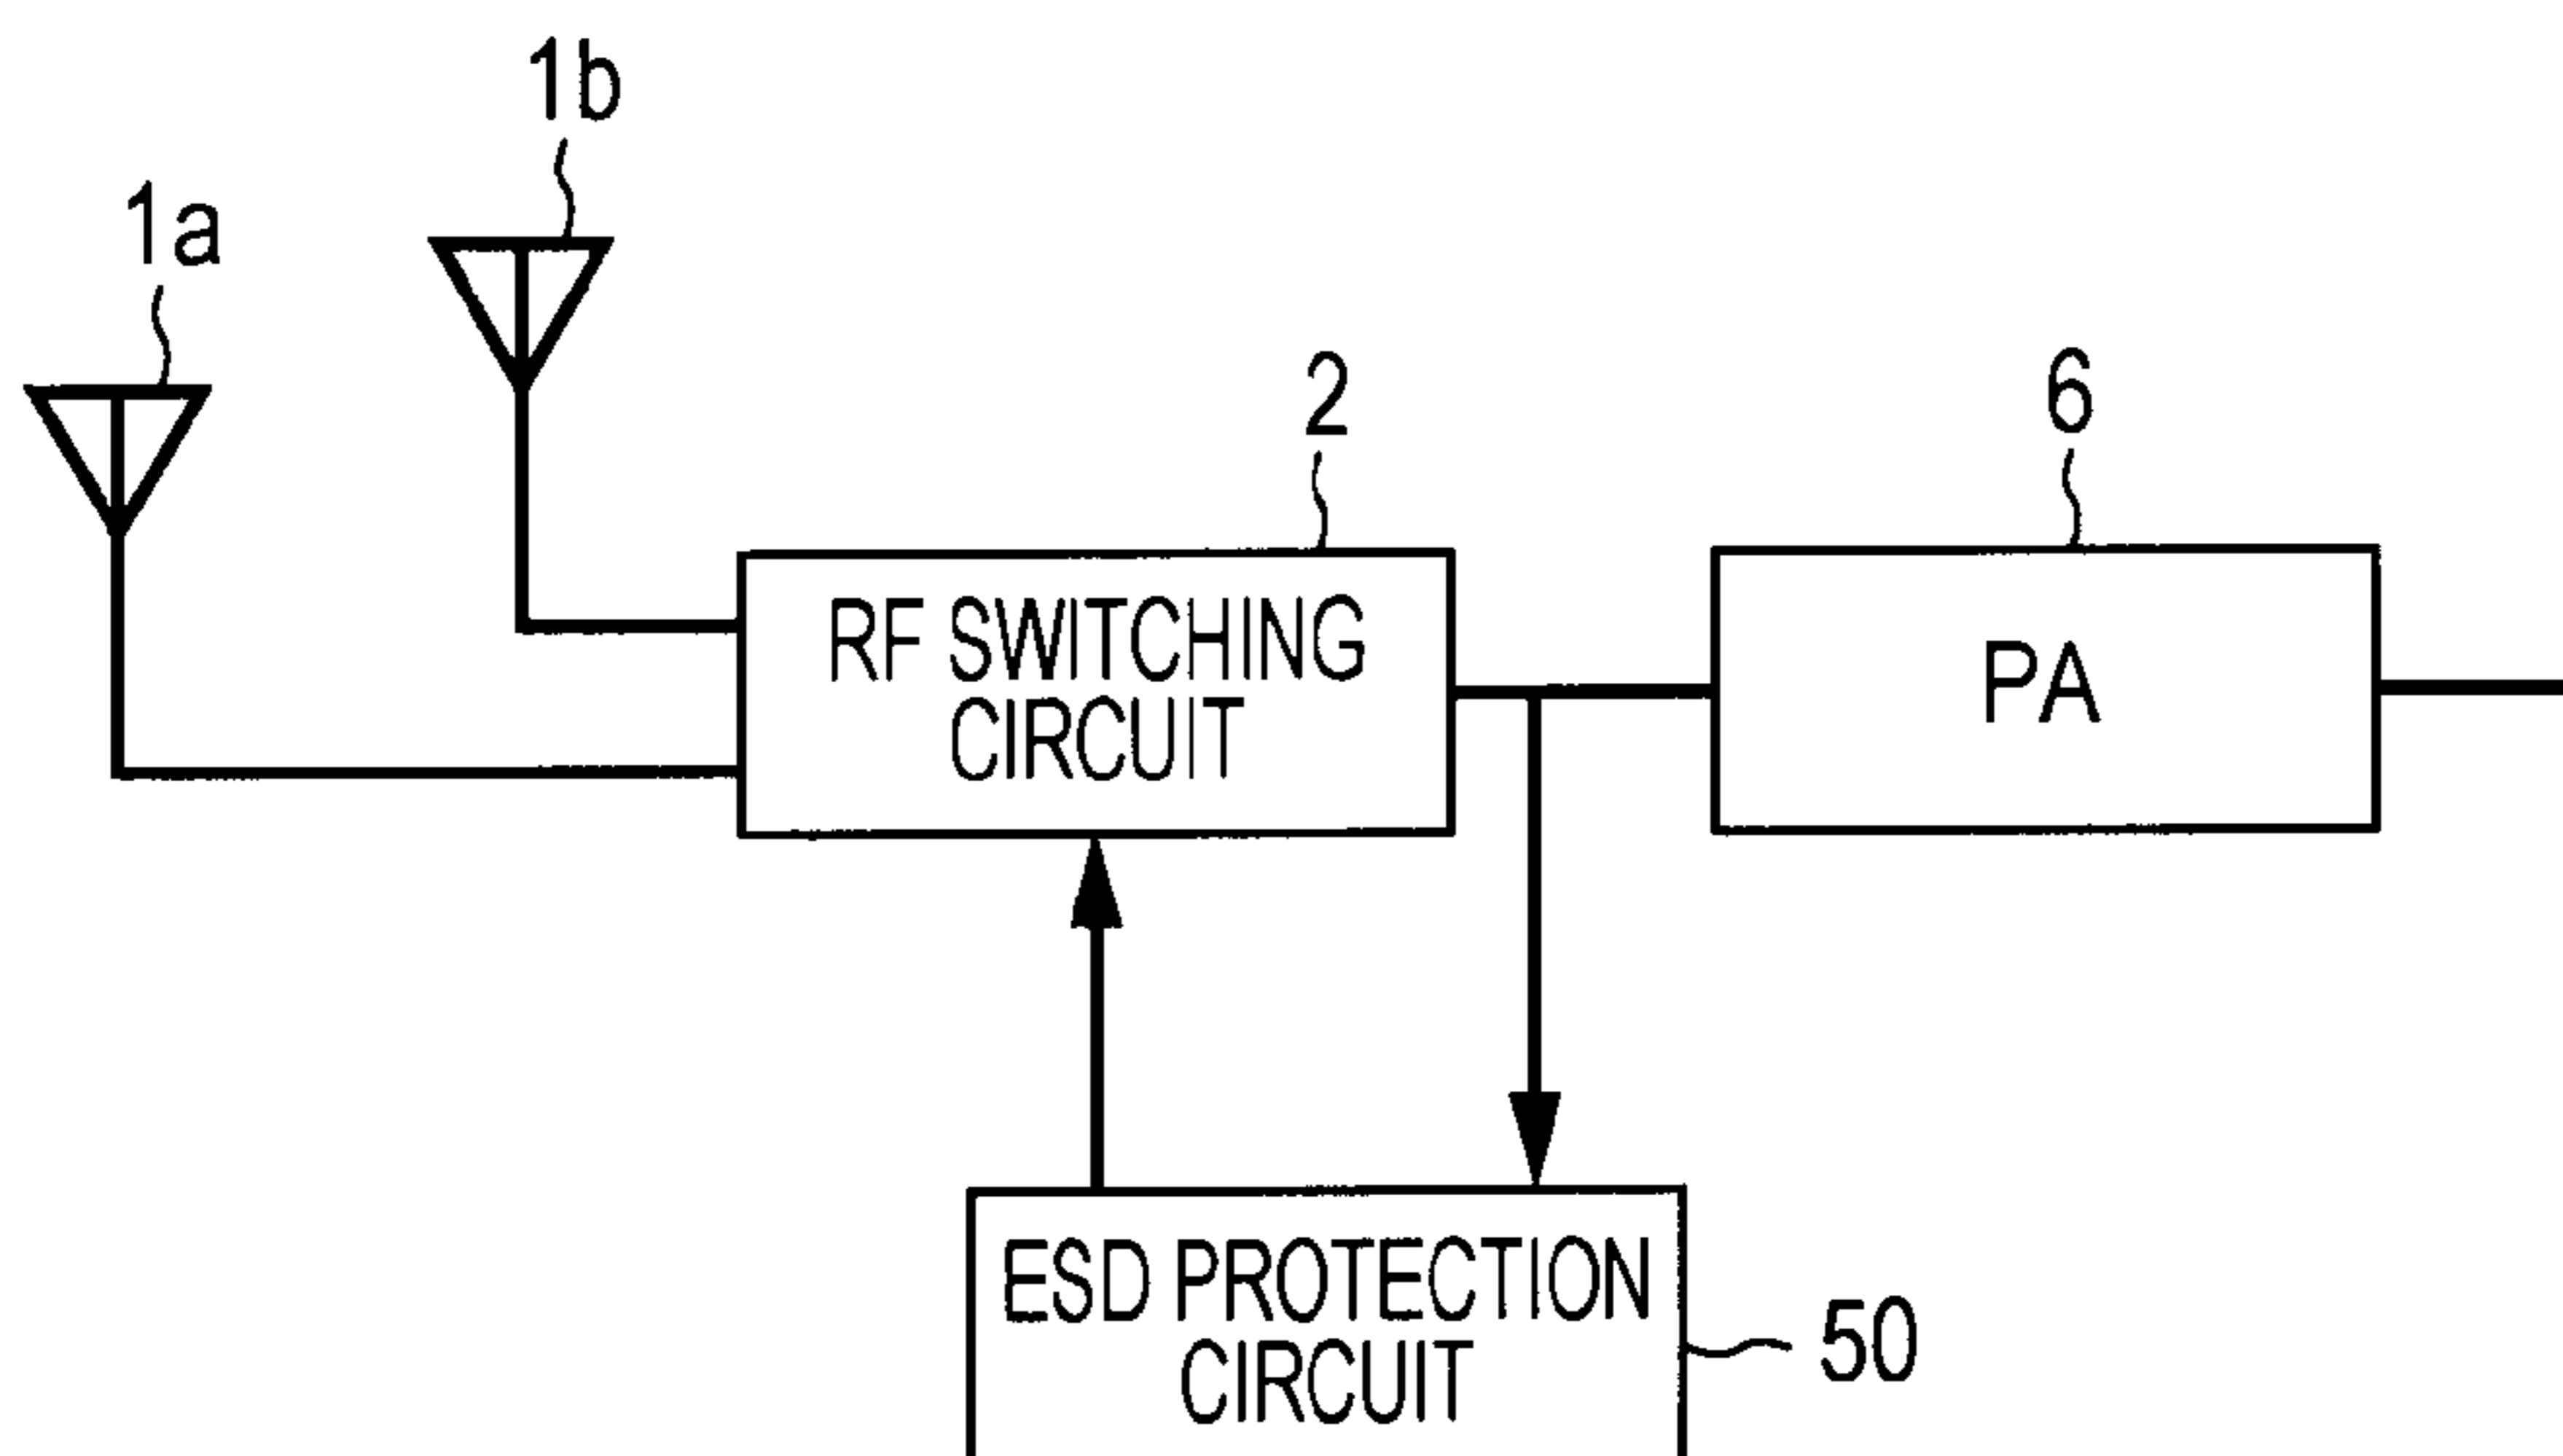 1b
1a
2
6
RF SWITCHING
CIRCUIT
PA
ESD PROTECTION
CIRCUIT
50